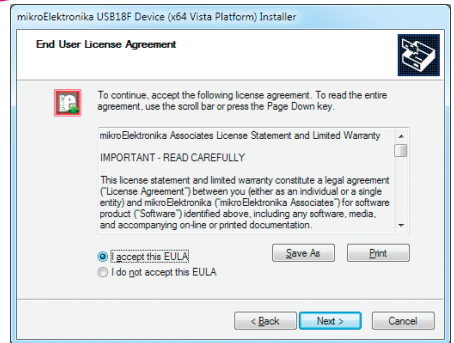 mikroElektronika USB18F Device (x64 Vista Platform) Installer
End User License Agreement
To continue, accept the following license agreement. To read the entire
agreement, use the scroll bar or press the Page Down key.
mikroElektronika Associates License Statement and Limited Warranty
IMPORTANT - READ CAREFULLY
This license statement and limited warranty constitute a legal agreement
("License Agreement") between you (either as an individual or a single
entity) and mikroElektronika ("mikroElektronika Associates") for software
product ("Software") identified above, including any software, media,
and accompanying on-line or printed documentation.
I accept this EULA
Save As
Print
I do not accept this EULA
< Back
Next >
Cancel